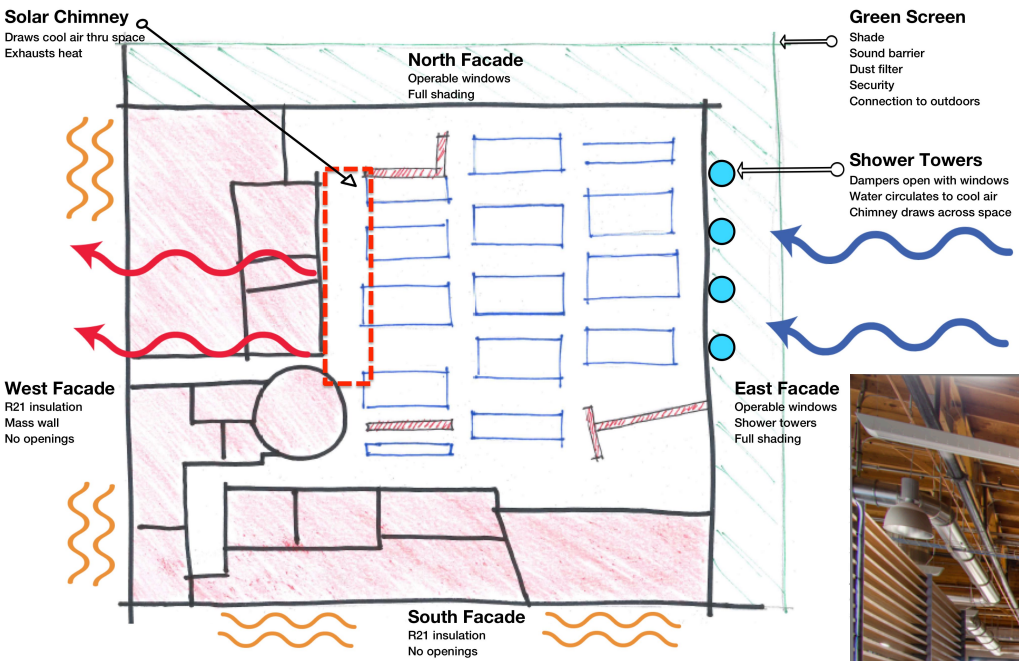 Solar Chimney
Draws cool air thru space
Exhausts heat
Green Screen
Shade
Sound barrier
Dust filter
Security
Connection to outdoors
North Facade
Operable windows
Full shading
Shower Towers
Dampers open with windows
Water circulates to cool air
Chimney draws across space
West Facade
R21 insulation
Mass wall
No openings
East Facade
Operable windows
Shower towers
Full shading
South Facade
R21 insulation
No openings